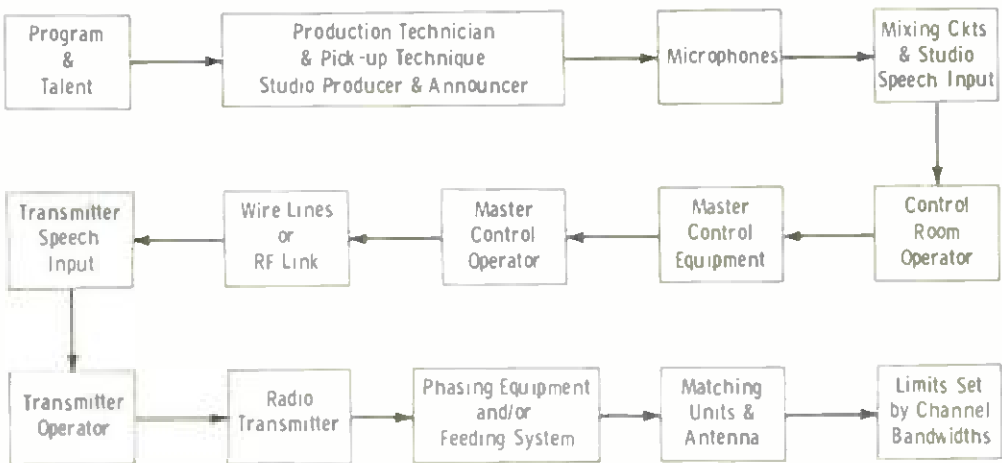 Program
&
Talent
Production Technician
& Pick-up Technique
Studio Producer & Announcer
Microphones
Mixing Ckts
& Studio
Speech Input
Control
Room
Operator
Master
Control
Equipment
Master
Control
Operator
Wire Lines
or
RF Link
Transmitter
Speech
Input
Transmitter
Operator
Radio
Transmitter
Phasing Equipment
and/or
Feeding System
Matching
Units &
Antenna
Limits Set
by Channel
Bandwidths